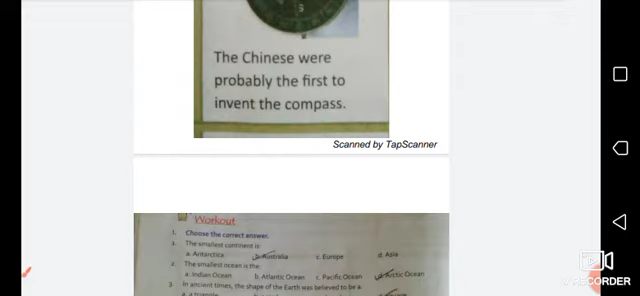 S
The Chinese were
probably the first to
invent the compass.
Scanned by TapScanner
Workout
1. Choose the correct answer.
1. The smallest continent is:
a. Antarctica b. Australia c. Europe d. Asia
2. The smallest ocean is the:
a. Indian Ocean b. Atlantic Ocean c. Pacific Ocean d. Arctic Ocean
3 In ancient times, the shape of the Earth was believed to be a:
a. a triangle
RECORDER